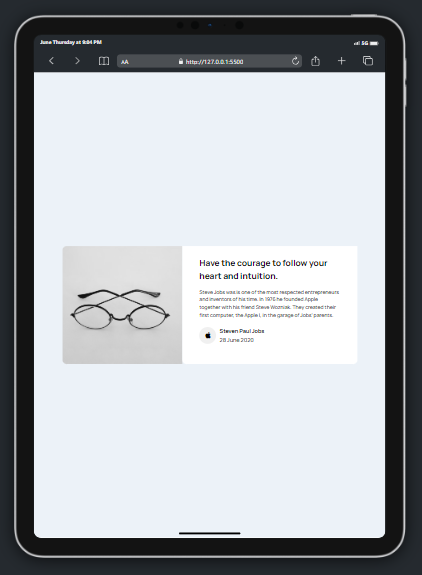 June Thursday at 9:04 PM
5G
AA
http://127.0.0.1:5500
Have the courage to follow your
heart and intuition.
Steve Jobs was is one of the most respected entrepreneurs
and inventors of his time. In 1976 he founded Apple
together with his friend Steve Wozniak. They created their
first computer, the Apple I, in the garage of Jobs' parents.
Steven Paul Jobs
28 June 2020